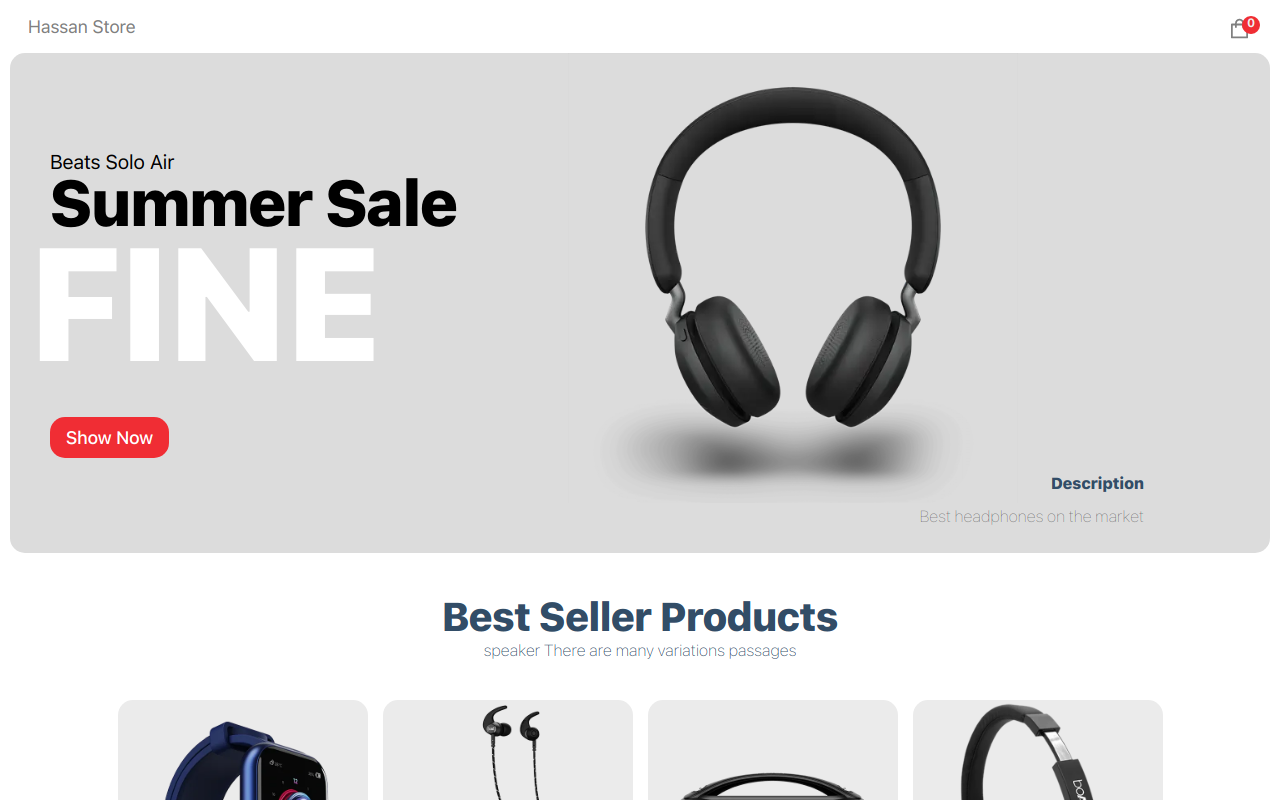 Hassan Store
0
Beats Solo Air
Summer Sale
FINE
Show Now
Description
Best headphones on the market
Best Seller Products
speaker There are many variations passages
12